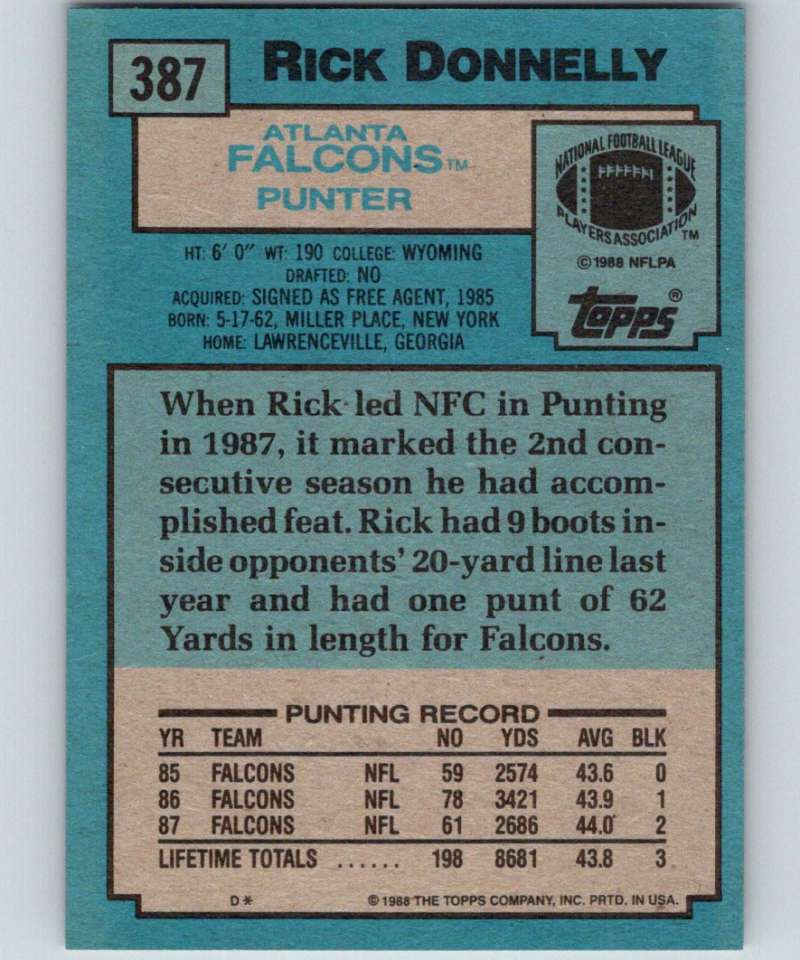 387
RICK DONNELLY
ATLANTA
FALCONS™
PUNTER
NATIONAL FOOTBALL LEAGUE
PLAYERS ASSOCIATION ™
© 1988 NFLPA
topps®
HT: 6' 0" WT: 190 COLLEGE: WYOMING
DRAFTED: NO
ACQUIRED: SIGNED AS FREE AGENT, 1985
BORN: 5-17-62, MILLER PLACE, NEW YORK
HOME: LAWRENCEVILLE, GEORGIA
When Rick led NFC in Punting
in 1987, it marked the 2nd con-
secutive season he had accom-
plished feat. Rick had 9 boots in-
side opponents' 20-yard line last
year and had one punt of 62
Yards in length for Falcons.
PUNTING RECORD
YR TEAM NO YDS AVG BLK
85 FALCONS NFL 59 2574 43.6 0
86 FALCONS NFL 78 3421 43.9 1
87 FALCONS NFL 61 2686 44.0 2
LIFETIME TOTALS ...... 198 8681 43.8 3
D* © 1988 THE TOPPS COMPANY, INC. PRTD. IN USA.